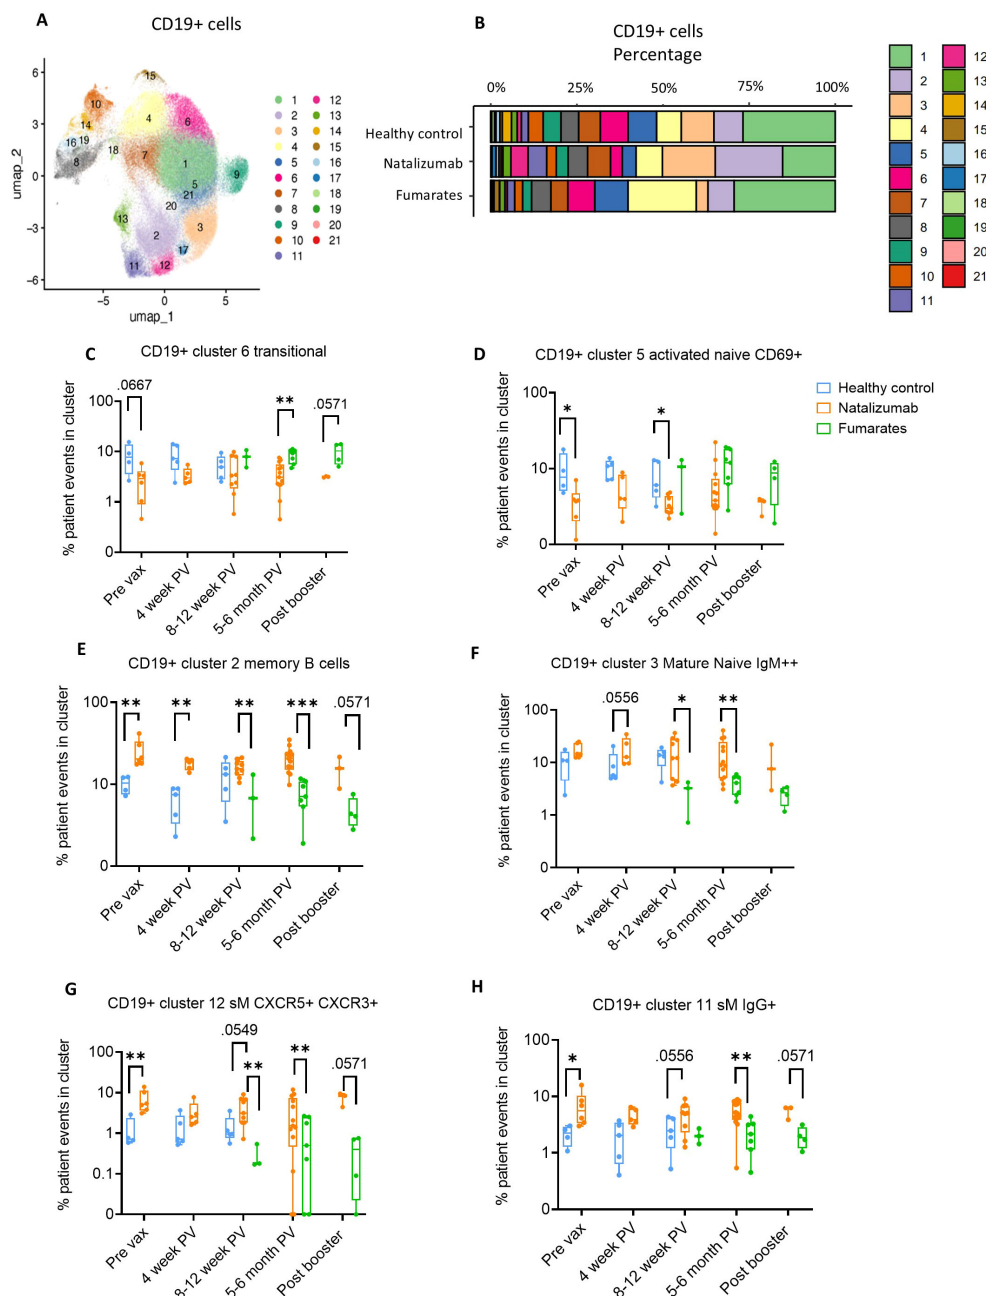 A
CD19+ cells
umap_2
6
3
0
−3
−6
−5
0
5
umap_1
15
10
4
6
14
16
19
8
18
7
1
9
5
21
20
13
3
2
17
11
12
1
2
3
4
5
6
7
8
9
10
11
12
13
14
15
16
17
18
19
20
21
B
CD19+ cells
Percentage
0%
25%
50%
75%
100%
Healthy control
Natalizumab
Fumarates
1
2
3
4
5
6
7
8
9
10
11
12
13
14
15
16
17
18
19
20
21
C
CD19+ cluster 6 transitional
% patient events in cluster
100
10
1
0
.0667
**
.0571
Pre vax
4 week PV
8-12 week PV
5-6 month PV
Post booster
D
CD19+ cluster 5 activated naive CD69+
% patient events in cluster
100
10
0
*
*
Pre vax
4 week PV
8-12 week PV
5-6 month PV
Post booster
Healthy control
Natalizumab
Fumarates
E
CD19+ cluster 2 memory B cells
% patient events in cluster
100
10
0
**
**
**
***
.0571
Pre vax
4 week PV
8-12 week PV
5-6 month PV
Post booster
F
CD19+ cluster 3 Mature Naive IgM++
% patient events in cluster
100
10
1
0
.0556
*
**
Pre vax
4 week PV
8-12 week PV
5-6 month PV
Post booster
G
CD19+ cluster 12 sM CXCR5+ CXCR3+
% patient events in cluster
100
10
1
0.1
0
**
.0549
**
**
.0571
Pre vax
4 week PV
8-12 week PV
5-6 month PV
Post booster
H
CD19+ cluster 11 sM IgG+
% patient events in cluster
100
10
1
0
*
.0556
**
.0571
Pre vax
4 week PV
8-12 week PV
5-6 month PV
Post booster